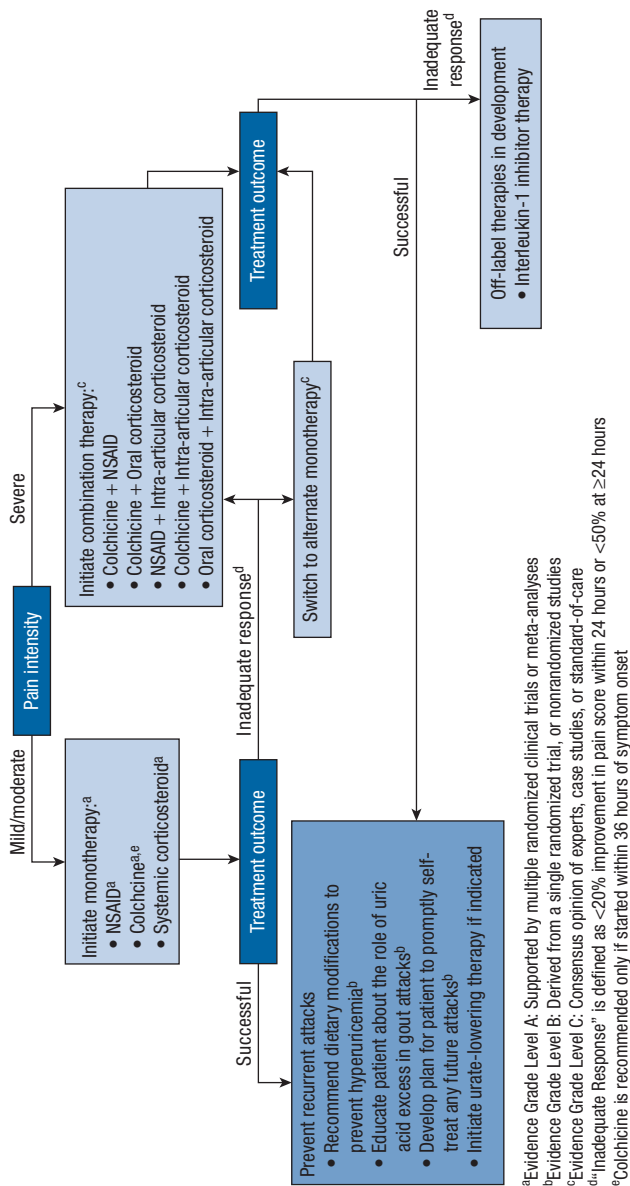 Pain intensity
Mild/moderate
Severe
Initiate monotherapy:a
• NSAIDa
• Colchcinea,e
• Systemic corticosteroida
Initiate combination therapy:c
• Colchicine + NSAID
• Colchicine + Oral corticosteroid
• NSAID + Intra-articular corticosteroid
• Colchicine + Intra-articular corticosteroid
• Oral corticosteroid + Intra-articular corticosteroid
Treatment outcome
Inadequate responsed
Successful
Switch to alternate monotherapyc
Treatment outcome
Prevent recurrent attacks
• Recommend dietary modifications to
prevent hyperuricemiab
• Educate patient about the role of uric
acid excess in gout attacksb
• Develop plan for patient to promptly self-
treat any future attacksb
• Initiate urate-lowering therapy if indicated
Successful
Inadequate
responsed
Off-label therapies in development
• Interleukin-1 inhibitor therapy
aEvidence Grade Level A: Supported by multiple randomized clinical trials or meta-analyses
bEvidence Grade Level B: Derived from a single randomized trial, or nonrandomized studies
cEvidence Grade Level C: Consensus opinion of experts, case studies, or standard-of-care
d“Inadequate Response” is defined as <20% improvement in pain score within 24 hours or <50% at ≥24 hours
eColchicine is recommended only if started within 36 hours of symptom onset